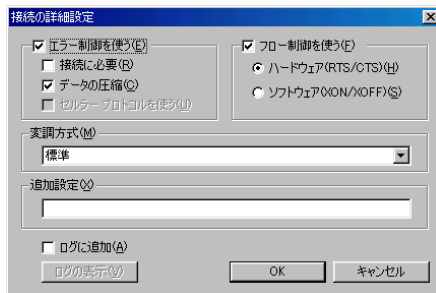 接続の詳細設定
エラー制御を使う(E)
接続に必要(R)
データの圧縮(C)
セルラー プロトコルを使う(U)
フロー制御を使う(F)
ハードウェア(RTS/CTS)(H)
ソフトウェア(XON/XOFF)(S)
変調方式(M)
標準
追加設定(X)
ログに追加(A)
ログの表示(V)
OK
キャンセル